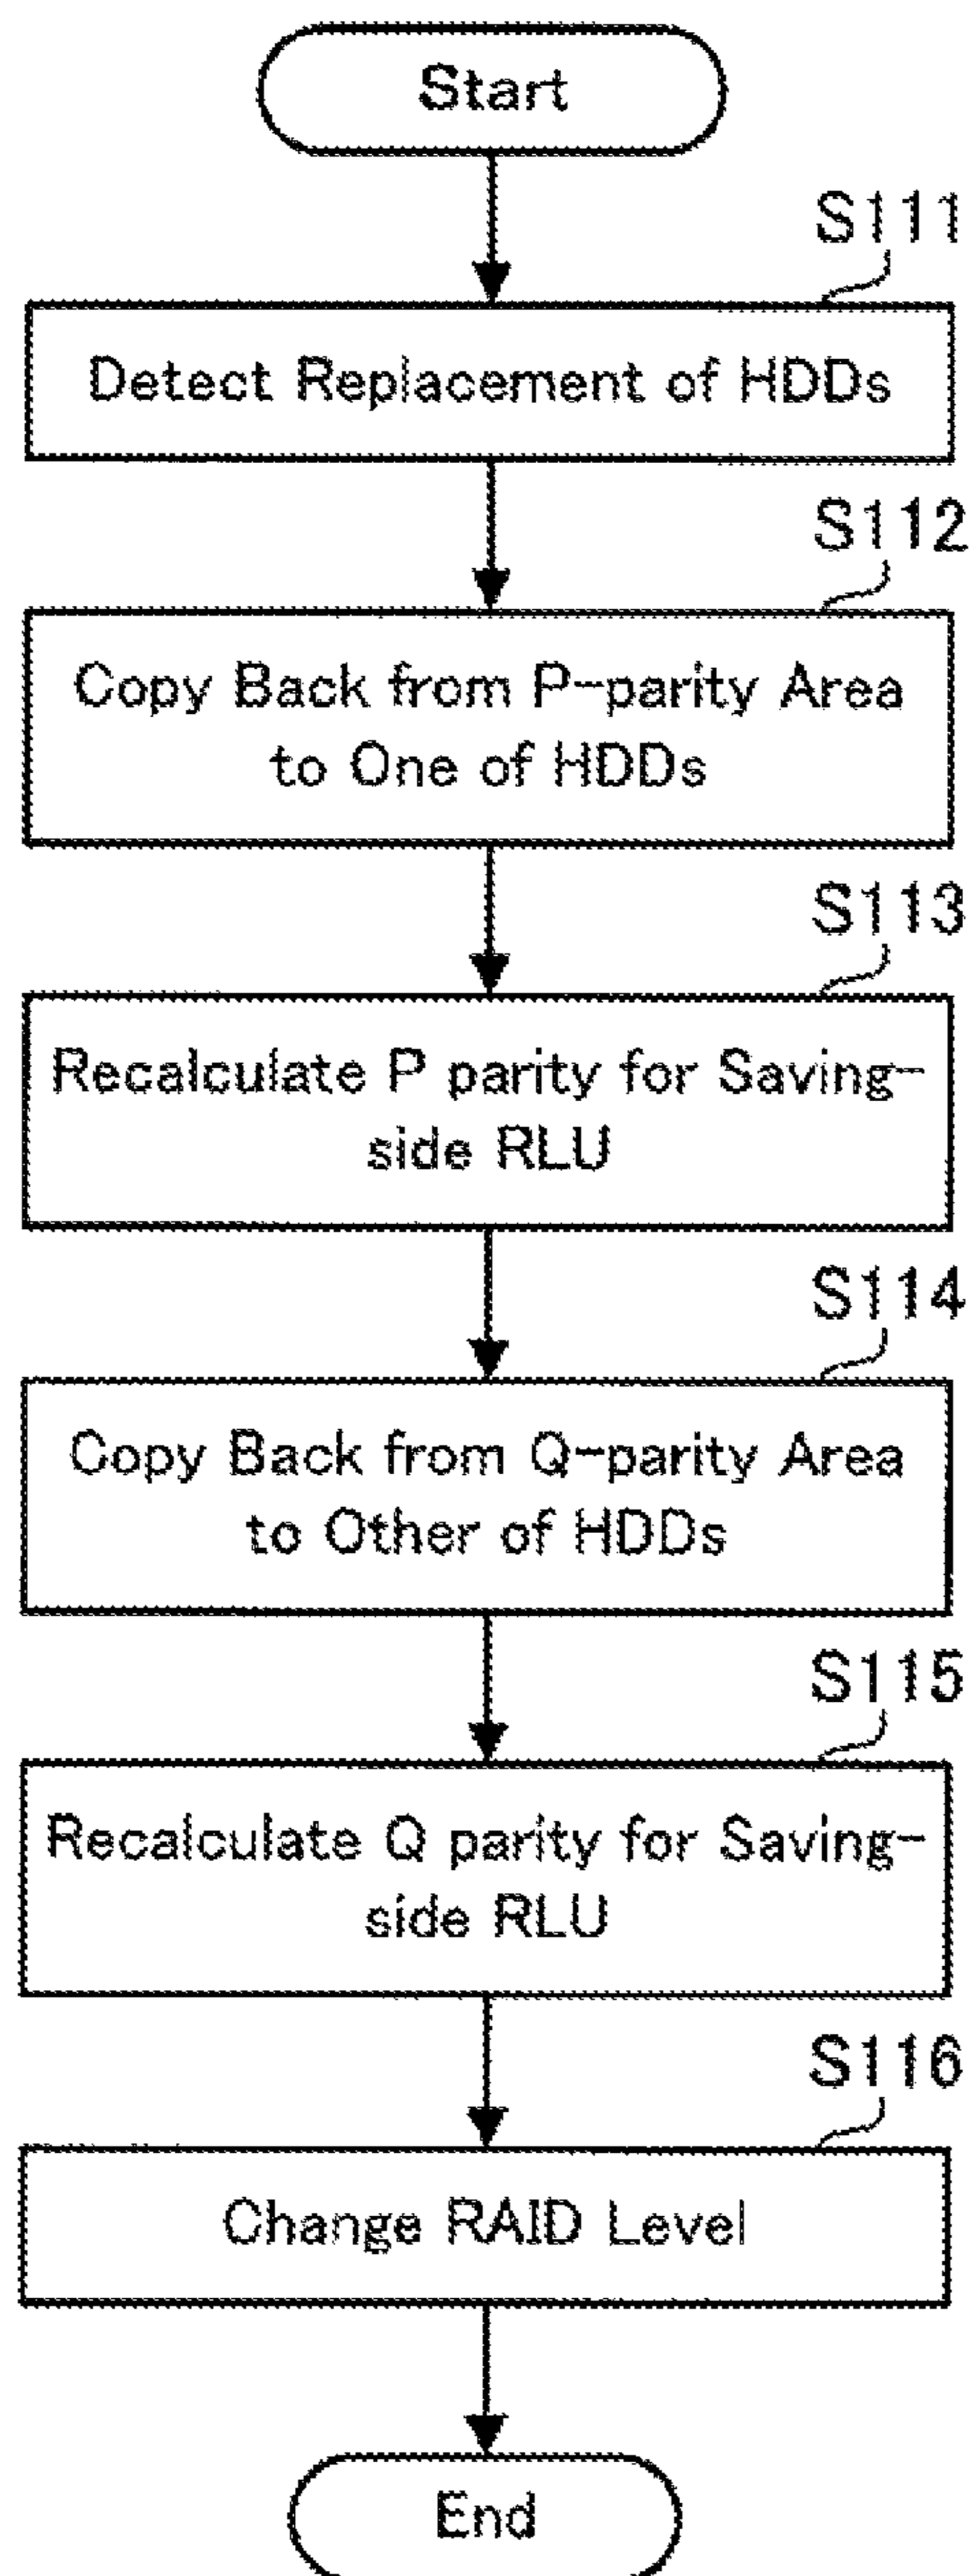 Start
S111
Detect Replacement of HDDs
S112
Copy Back from P-parity Area
to One of HDDs
S113
Recalculate P parity for Saving-
side RLU
S114
Copy Back from Q-parity Area
to Other of HDDs
S115
Recalculate Q parity for Saving-
side RLU
S116
Change RAID Level
End